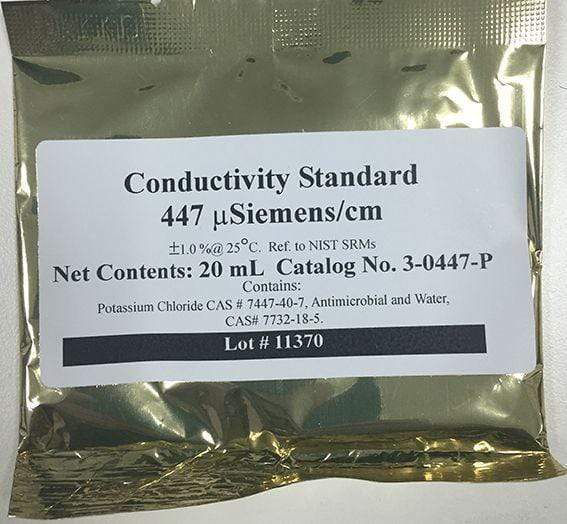 Conductivity Standard
447 µSiemens/cm
±1.0 %@ 25°C. Ref. to NIST SRMs
Net Contents: 20 mL Catalog No. 3-0447-P
Contains:
Potassium Chloride CAS # 7447-40-7, Antimicrobial and Water,
CAS# 7732-18-5.
Lot # 11370